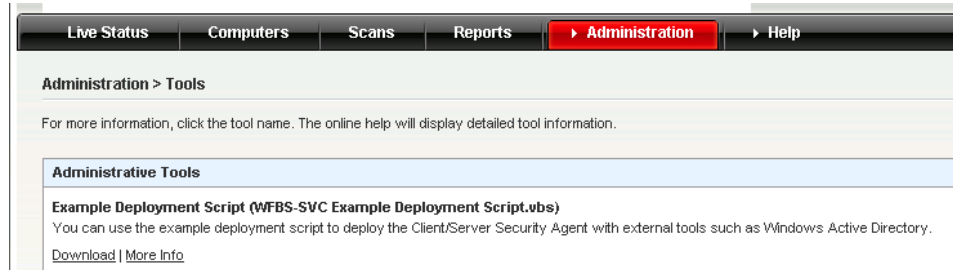 Live Status Computers Scans Reports Administration Help
Administration > Tools
For more information, click the tool name. The online help will display detailed tool information.
Administrative Tools
Example Deployment Script (WFBS-SVC Example Deployment Script.vbs)
You can use the example deployment script to deploy the Client/Server Security Agent with external tools such as Windows Active Directory.
Download | More Info